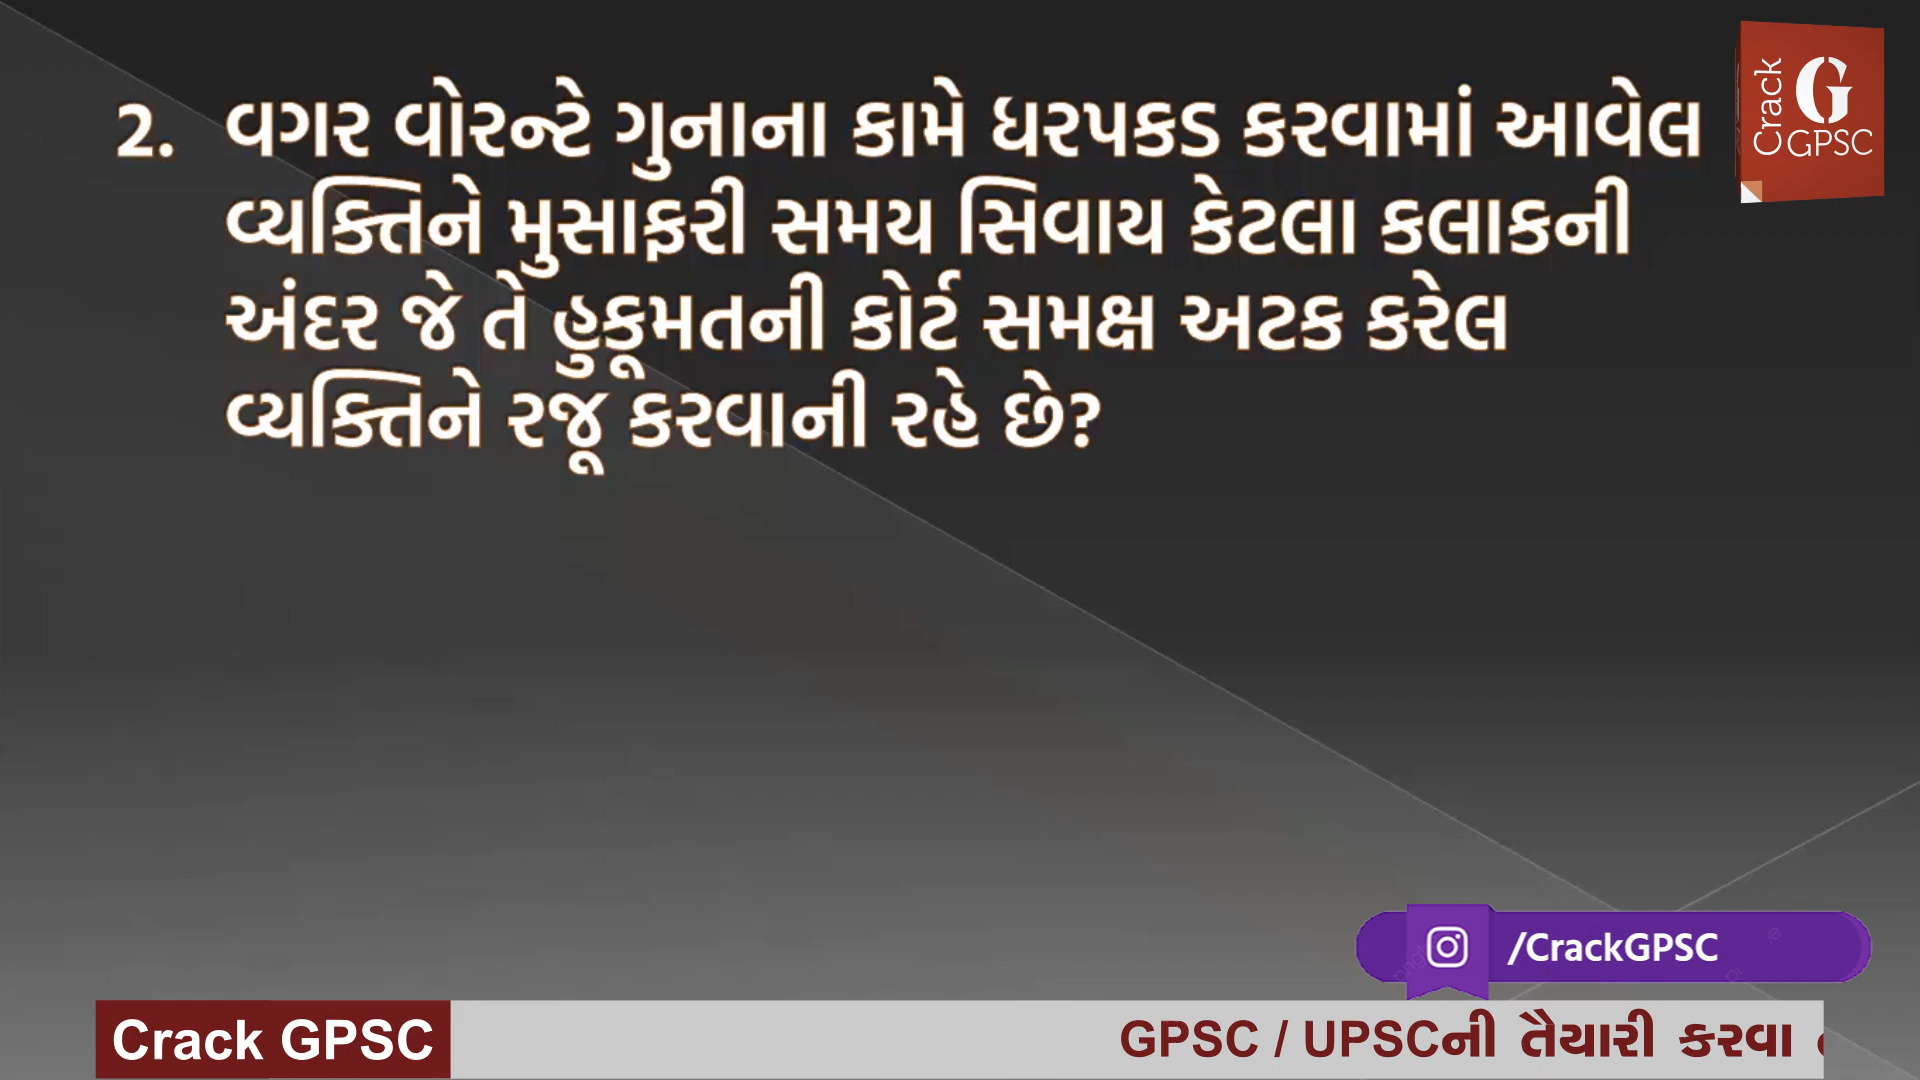 2. વગર વોરન્ટે ગુનાના કામે ધરપકડ કરવામાં આવેલ
વ્યક્તિને મુસાફરી સમય સિવાય કેટલા કલાકની
અંદર જે તે હુકૂમતની કોર્ટ સમક્ષ અટક કરેલ
વ્યક્તિને રજૂ કરવાની રહે છે?
Crack
G
GPSC
/CrackGPSC
Crack GPSC
GPSC / UPSCની તૈયારી કરવા